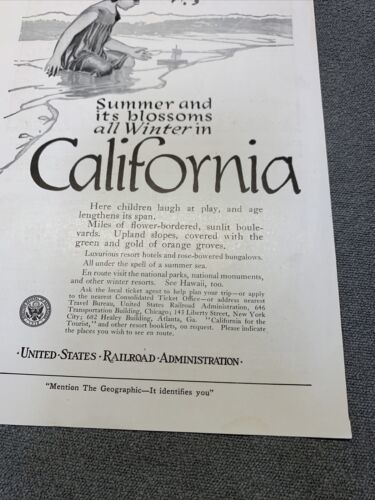 Summer and
its blossoms
all Winter in
California
Here children laugh at play, and age
lengthens its span.
Miles of flower-bordered, sunlit boule-
vards. Upland slopes, covered with the
green and gold of orange groves.
Luxurious resort hotels and rose-bowered bungalows.
All under the spell of a summer sea.
En route visit the national parks, national monuments,
and other winter resorts. See Hawaii, too.
Ask the local ticket agent to help plan your trip—or apply
to the nearest Consolidated Ticket Office—or address nearest
Travel Bureau, United States Railroad Administration, 646
Transportation Building, Chicago; 143 Liberty Street, New York
City; 602 Healey Building, Atlanta, Ga. "California for the
Tourist," and other resort booklets, on request. Please indicate
the places you wish to see en route.
·UNITED·STATES·RAILROAD·ADMINISTRATION·
"Mention The Geographic—It identifies you"